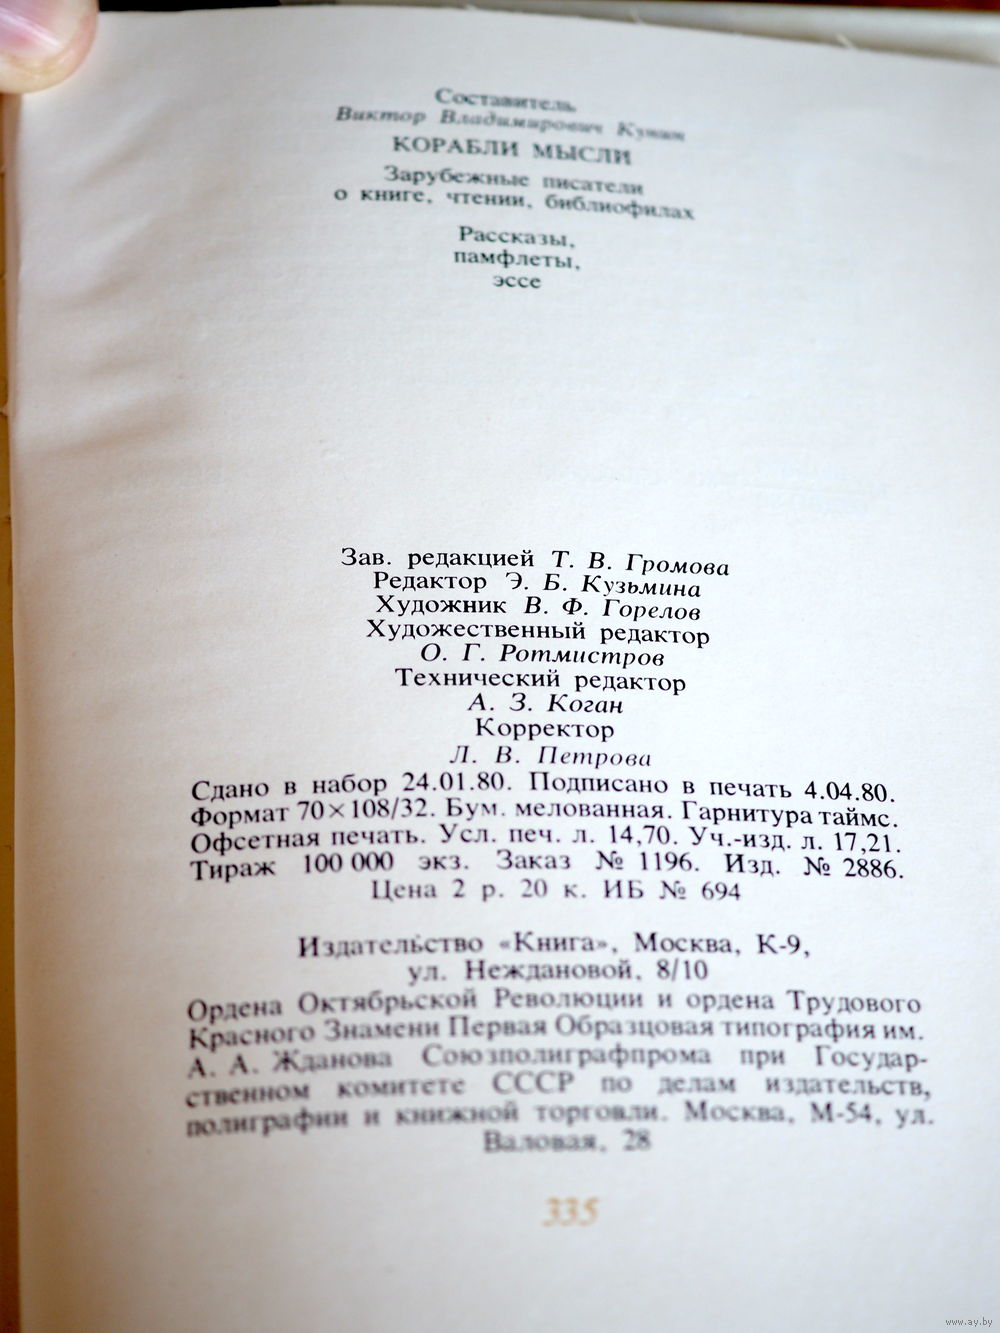 Составитель
Виктор Владимирович Кунин
КОРАБЛИ МЫСЛИ
Зарубежные писатели
о книге, чтении, библиофилах
Рассказы,
памфлеты,
эссе
Зав. редакцией Т. В. Громова
Редактор Э. Б. Кузьмина
Художник В. Ф. Горелов
Художественный редактор
О. Г. Ротмистров
Технический редактор
А. З. Коган
Корректор
Л. В. Петрова
Сдано в набор 24.01.80. Подписано в печать 4.04.80.
Формат 70×108/32. Бум. мелованная. Гарнитура таймс.
Офсетная печать. Усл. печ. л. 14,70. Уч.-изд. л. 17,21.
Тираж 100 000 экз. Заказ № 1196. Изд. № 2886.
Цена 2 р. 20 к. ИБ № 694
Издательство «Книга», Москва, К-9,
ул. Неждановой, 8/10
Ордена Октябрьской Революции и ордена Трудового
Красного Знамени Первая Образцовая типография им.
А. А. Жданова Союзполиграфпрома при Государ-
ственном комитете СССР по делам издательств,
полиграфии и книжной торговли. Москва, М-54, ул.
Валовая, 28
335
www.ay.by